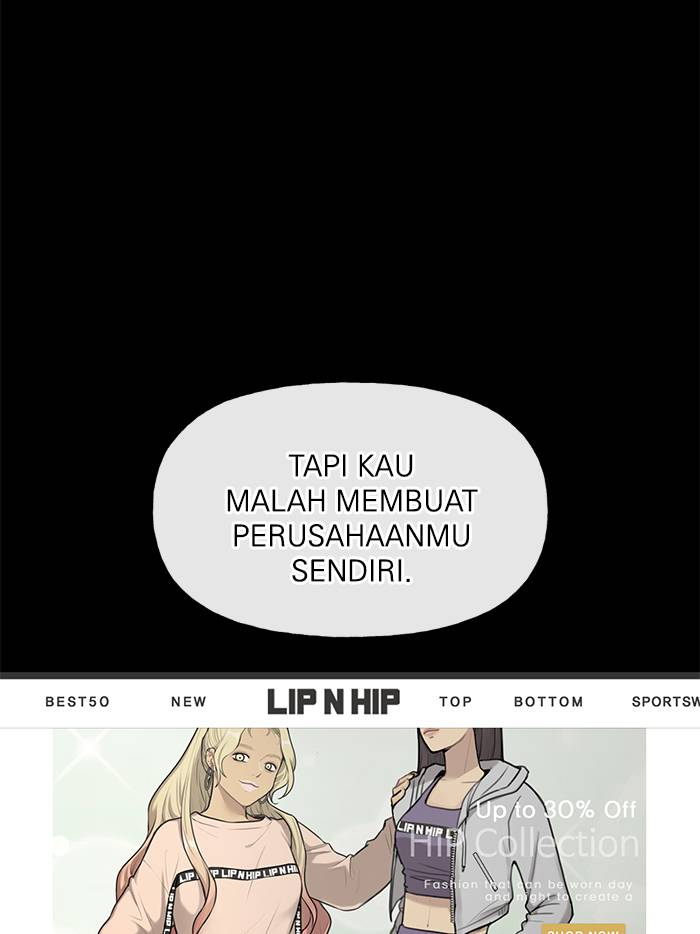 TAPI KAU
MALAH MEMBUAT
PERUSAHAANMU
SENDIRI.
BEST50 NEW LIP N HIP TOP BOTTOM SPORTSW
Up to 30% Off
HIP Collection
Fashion that can be worn day
and night to create a
LIP N HIP L
LIP N HIP LIP N HIP
SHOP NOW